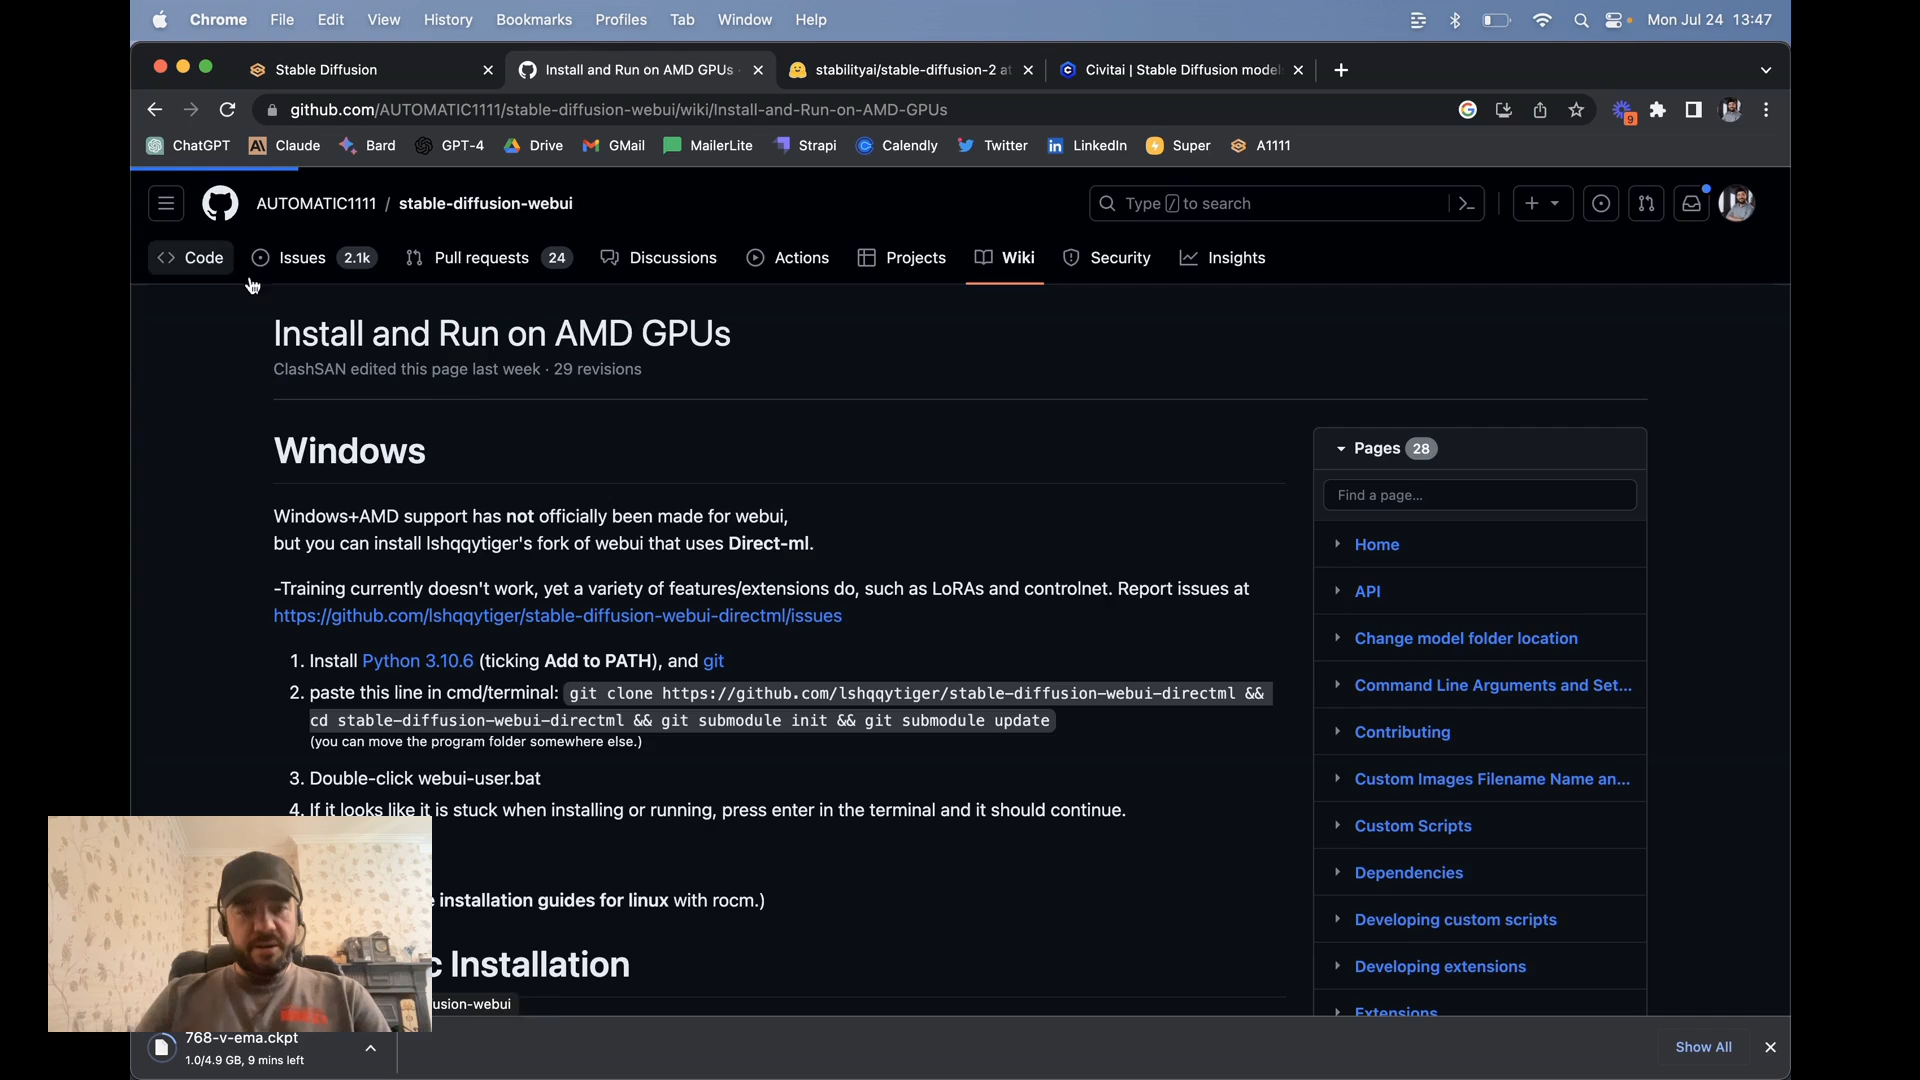 Chrome File Edit View History Bookmarks Profiles Tab Window Help Mon Jul 24 13:47
Stable Diffusion Install and Run on AMD GPUs stabilityai/stable-diffusion-2 at Civitai | Stable Diffusion models
github.com/AUTOMATIC1111/stable-diffusion-webui/wiki/Install-and-Run-on-AMD-GPUs 9
ChatGPT Claude Bard GPT-4 Drive GMail MailerLite Strapi Calendly Twitter LinkedIn Super A1111
AUTOMATIC1111 / stable-diffusion-webui Type / to search
Code Issues 2.1k Pull requests 24 Discussions Actions Projects Wiki Security Insights
Install and Run on AMD GPUs
ClashSAN edited this page last week · 29 revisions
Windows
Windows+AMD support has not officially been made for webui,
but you can install lshqqytiger's fork of webui that uses Direct-ml.
-Training currently doesn't work, yet a variety of features/extensions do, such as LoRAs and controlnet. Report issues at
https://github.com/lshqqytiger/stable-diffusion-webui-directml/issues
1. Install Python 3.10.6 (ticking Add to PATH), and git
2. paste this line in cmd/terminal: git clone https://github.com/lshqqytiger/stable-diffusion-webui-directml &&
cd stable-diffusion-webui-directml && git submodule init && git submodule update
(you can move the program folder somewhere else.)
3. Double-click webui-user.bat
4. If it looks like it is stuck when installing or running, press enter in the terminal and it should continue.
e installation guides for linux with rocm.)
c Installation
usion-webui
Pages 28
Find a page...
Home
API
Change model folder location
Command Line Arguments and Set...
Contributing
Custom Images Filename Name an...
Custom Scripts
Dependencies
Developing custom scripts
Developing extensions
Extensions
768-v-ema.ckpt
1.0/4.9 GB, 9 mins left
Show All